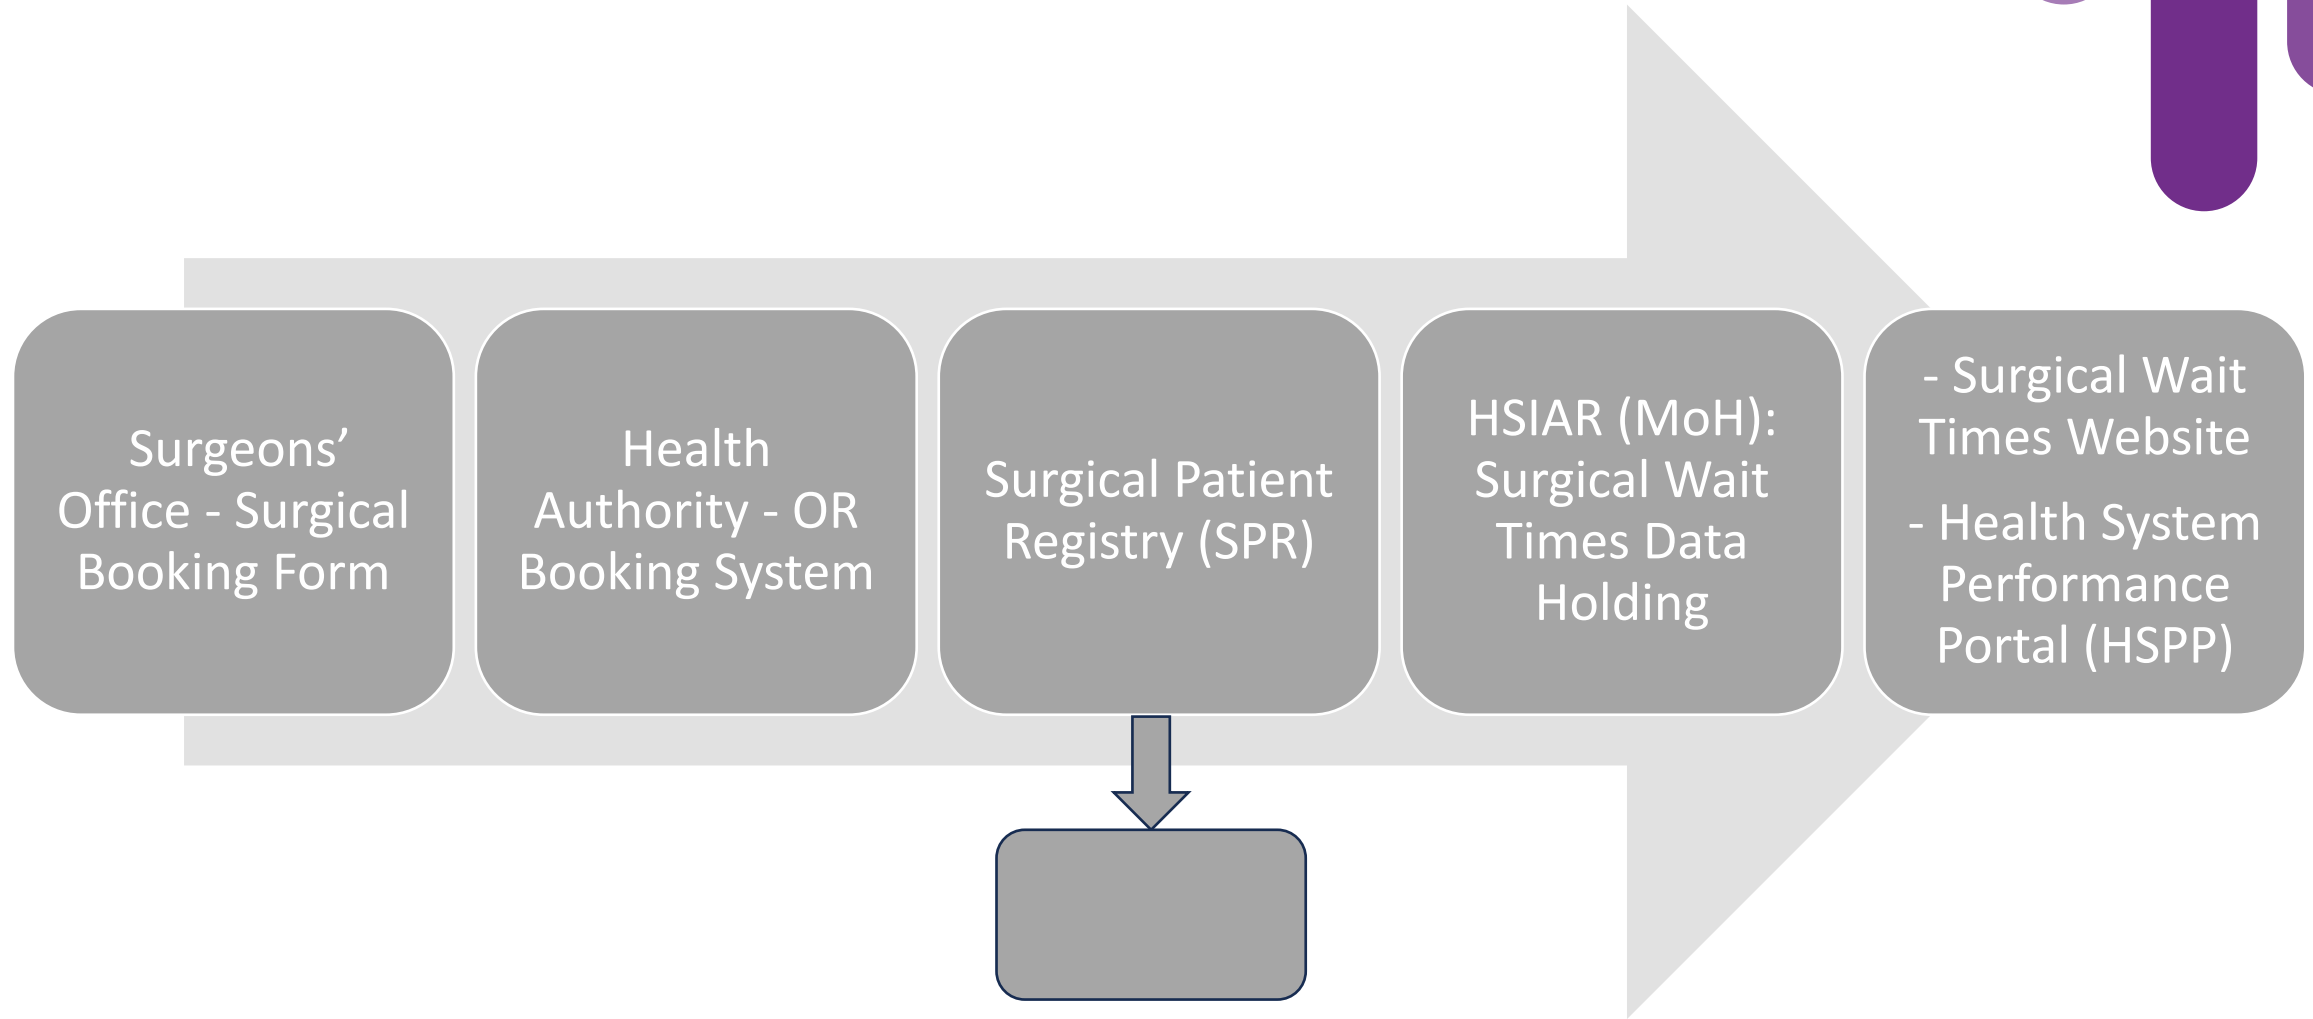 Surgeons’
Office - Surgical
Booking Form
Health
Authority - OR
Booking System
Surgical Patient
Registry (SPR)
HSIAR (MoH):
Surgical Wait
Times Data
Holding
- Surgical Wait
Times Website
- Health System
Performance
Portal (HSPP)